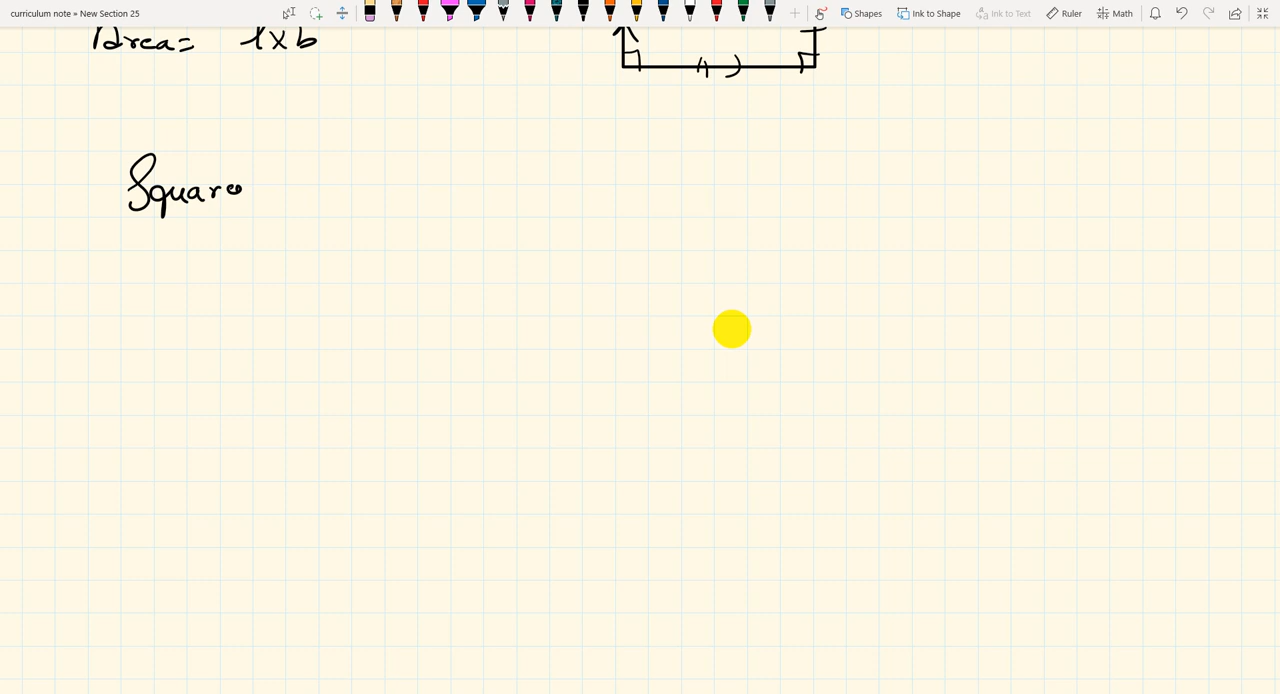 curriculum note » New Section 25
Shapes
Ink to Shape
Ink to Text
Ruler
Math
Area = l x b
Square